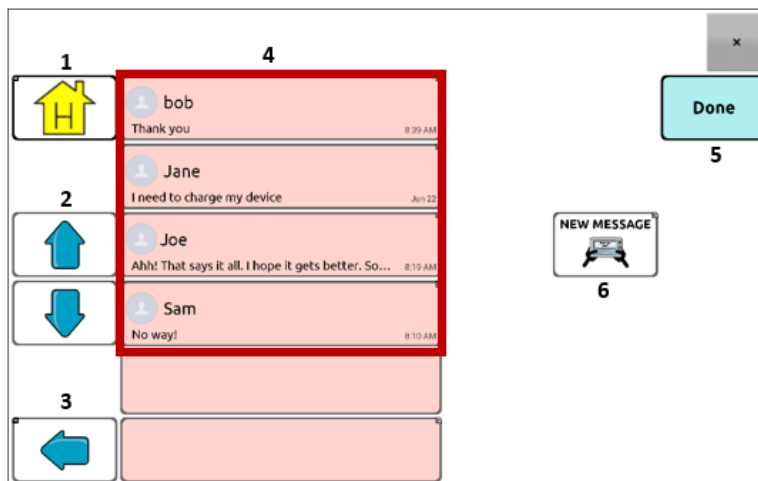 ×
1
4
H
bob
Thank you
8:39 AM
Done
5
Jane
I need to charge my device
Jun 22
2
NEW MESSAGE
Joe
Ahh! That says it all. I hope it gets better. So...
8:19 AM
6
Sam
No way!
8:10 AM
3